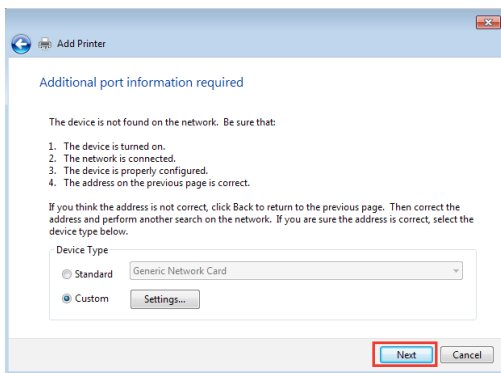 Add Printer
Additional port information required
The device is not found on the network. Be sure that:
1. The device is turned on.
2. The network is connected.
3. The device is properly configured.
4. The address on the previous page is correct.
If you think the address is not correct, click Back to return to the previous page. Then correct the
address and perform another search on the network. If you are sure the address is correct, select the
device type below.
Device Type
Standard Generic Network Card
Custom Settings...
Next Cancel